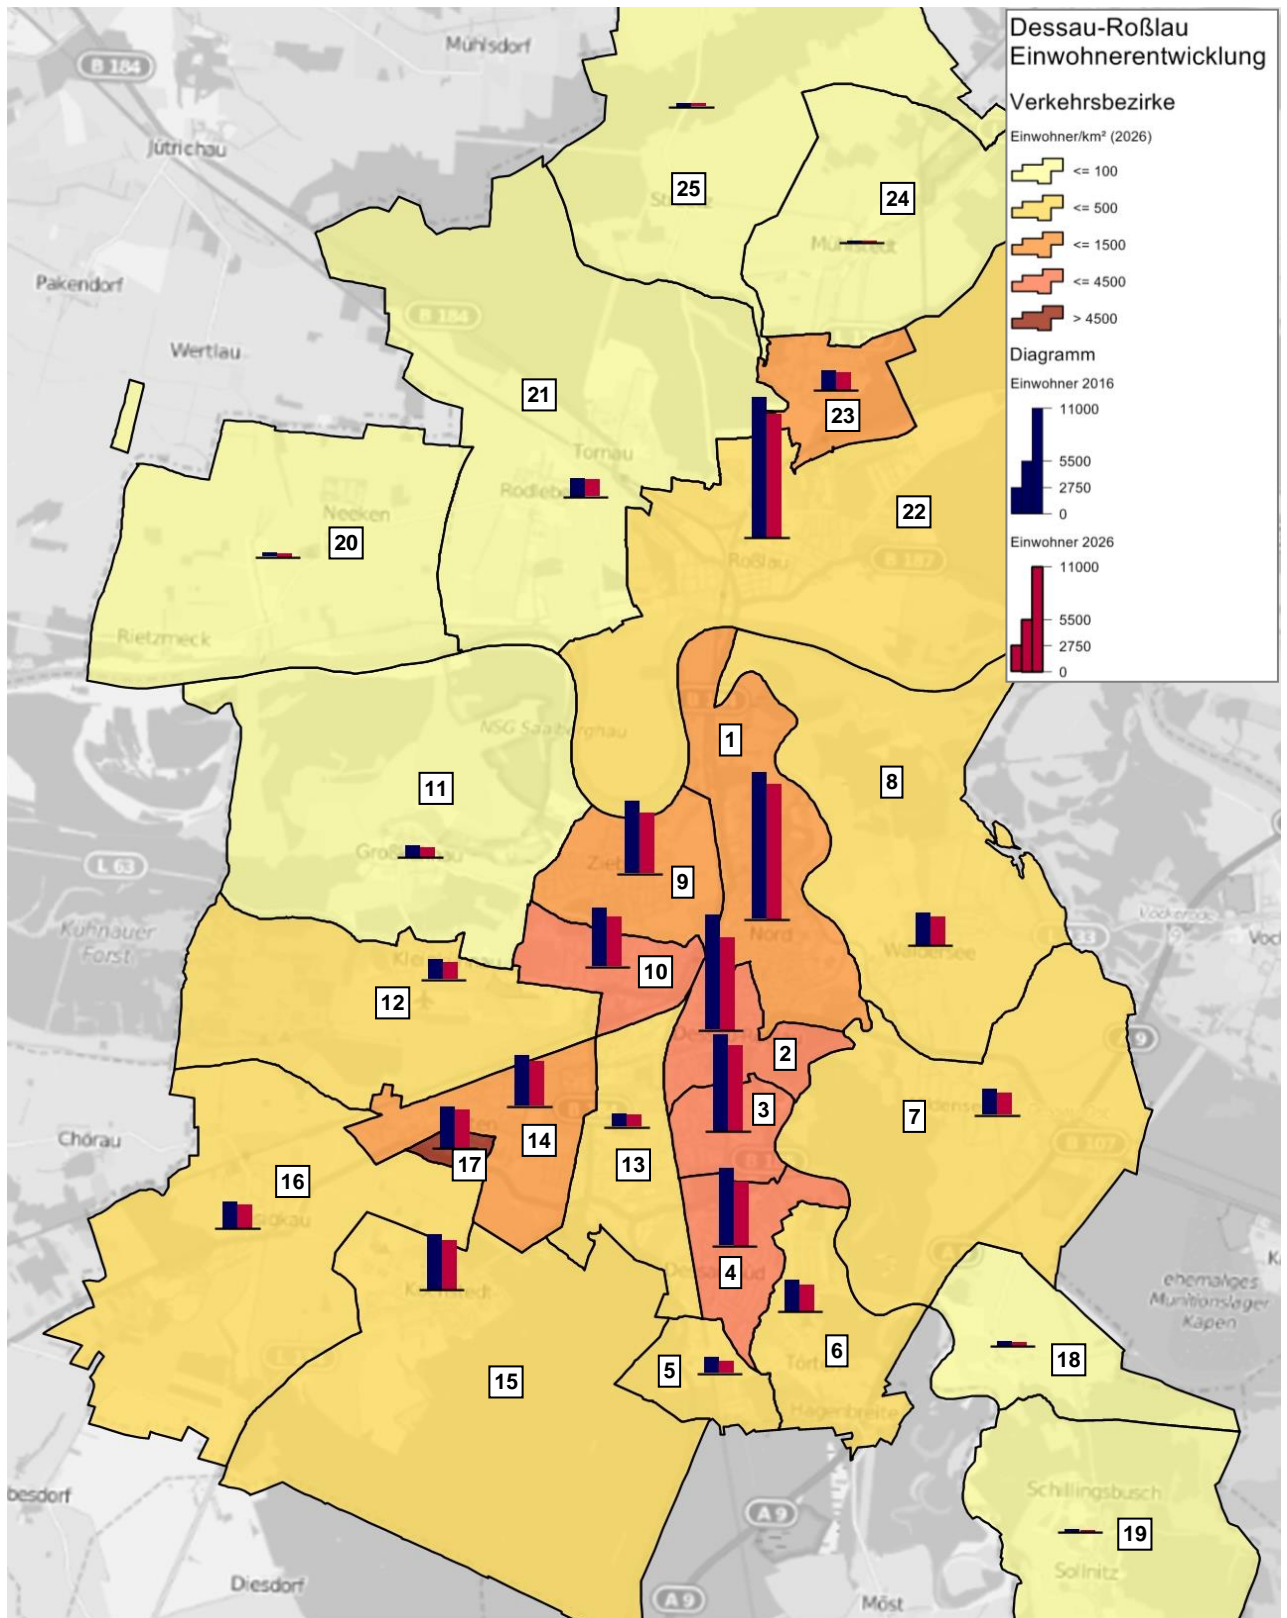 Dessau-Roßlau
Einwohnerentwicklung
Verkehrsbezirke
Einwohner/km² (2026)
<= 100
<= 500
<= 1500
<= 4500
> 4500
Diagramm
Einwohner 2016
11000
5500
2750
0
Einwohner 2026
11000
5500
2750
0
Mühlsdorf
B 184
Jütrichau
25
24
Mühlstedt
Pakendorf
B 184
Wertlau
21
23
Tornau
22
Neeken
20
Roßlau
B 187
Rietzmeck
NSG Saalberghau
1
8
11
L 63
9
Kühnauer
Forst
Nord
Waldersee
10
12
2
A 9
3
7
Chörau
14
B 107
13
17
16
4
ehemaliges
Munitionslager
Kapen
6
18
5
15
Hagenbreite
Schillingsbusch
besdorf
A 9
19
Sollnitz
Diesdorf
A 9
Möst